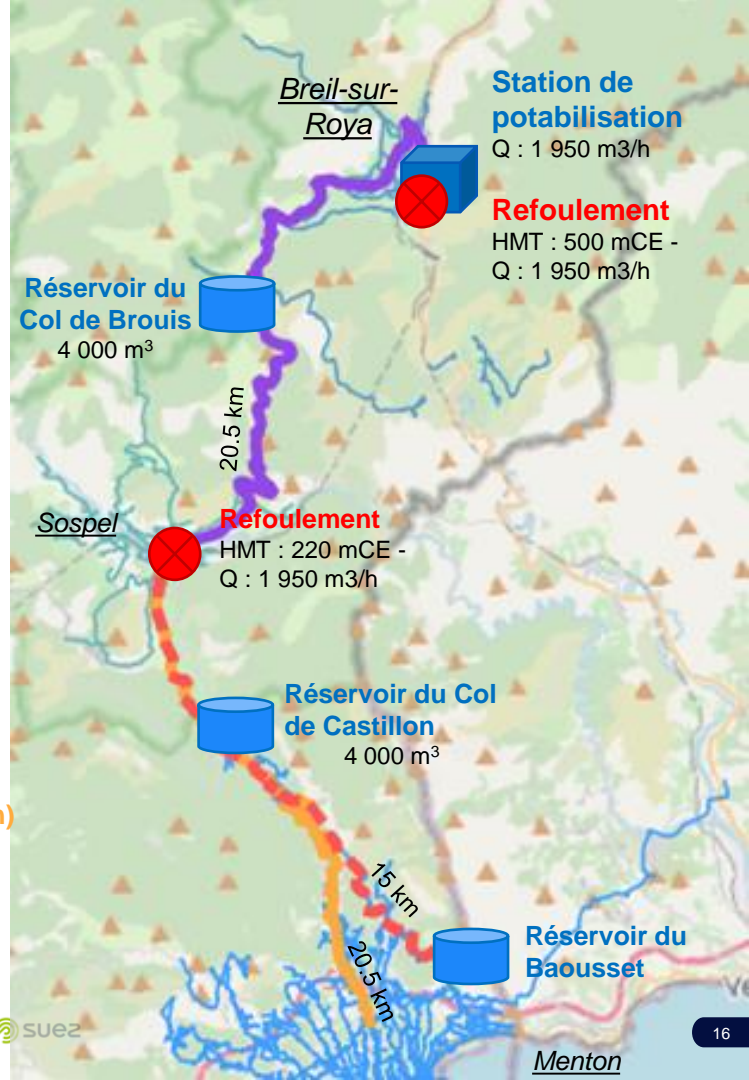 Breil-sur-
Roya
Station de
potabilisation
Q : 1 950 m3/h
Refoulement
HMT : 500 mCE -
Q : 1 950 m3/h
Réservoir du
Col de Brouis
4 000 m³
20.5 km
Sospel
Refoulement
HMT : 220 mCE -
Q : 1 950 m3/h
Réservoir du Col
de Castillon
4 000 m³
)
15 km
20.5 km
Réservoir du
Baousset
suez
Menton
16